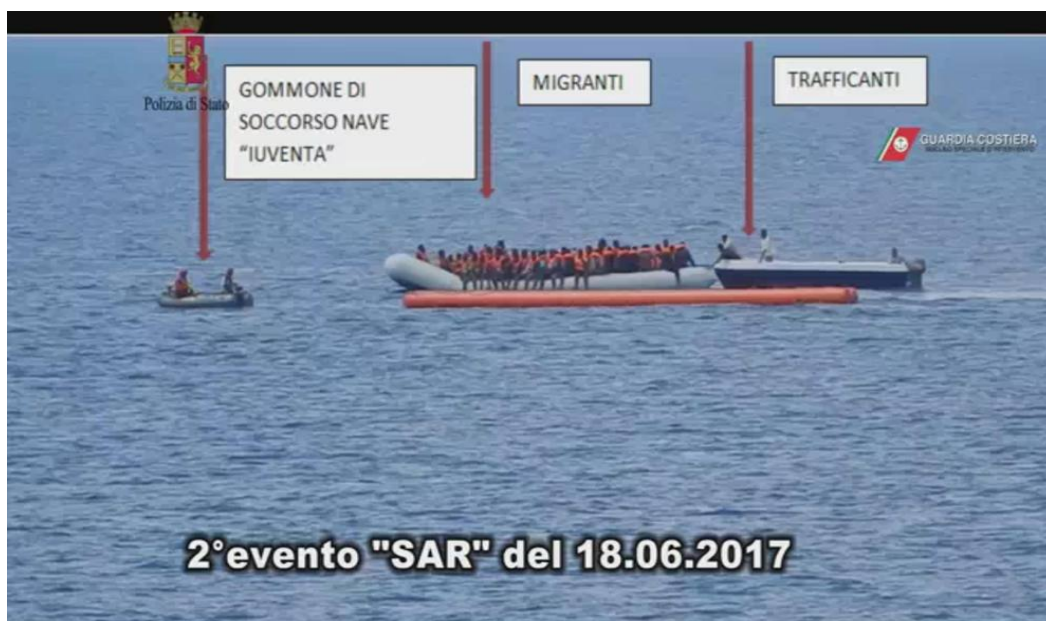 Polizia di Stato
GOMMONE DI
SOCCORSO NAVE
“IUVENTA”
MIGRANTI
TRAFFICANTI
GUARDIA COSTIERA
2°evento "SAR" del 18.06.2017